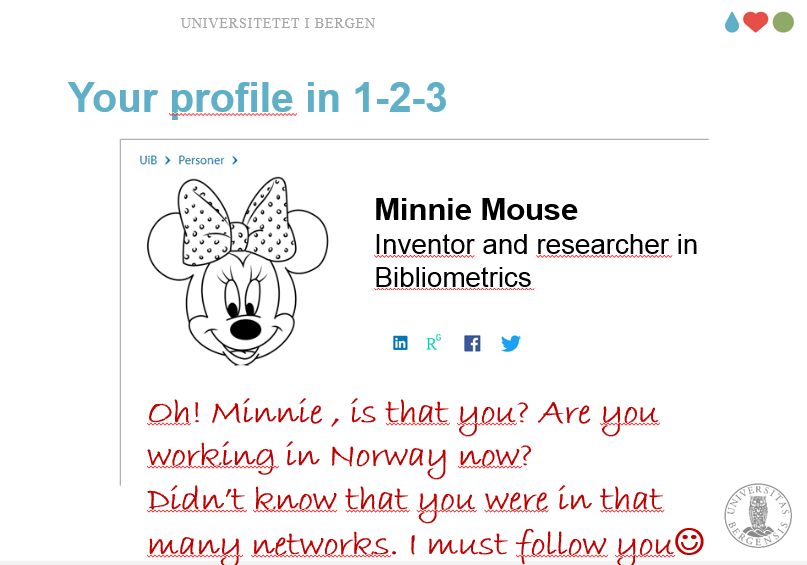 UNIVERSITETET I BERGEN
Your profile in 1-2-3
UiB > Personer >
Minnie Mouse
Inventor and researcher in
Bibliometrics
in RG f
Oh! Minnie , is that you? Are you
working in Norway now?
Didn't know that you were in that
many networks. I must follow you☺
UNIVERSITAS
BERGENSIS